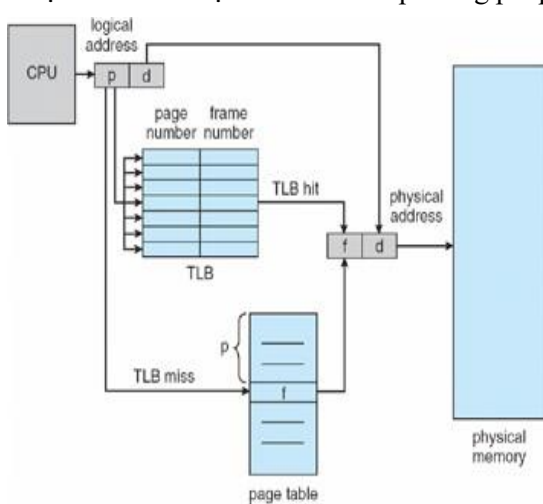 logical
address
CPU
p d
page frame
number number
TLB hit
physical
address
f d
TLB
p
TLB miss
f
physical
memory
page table